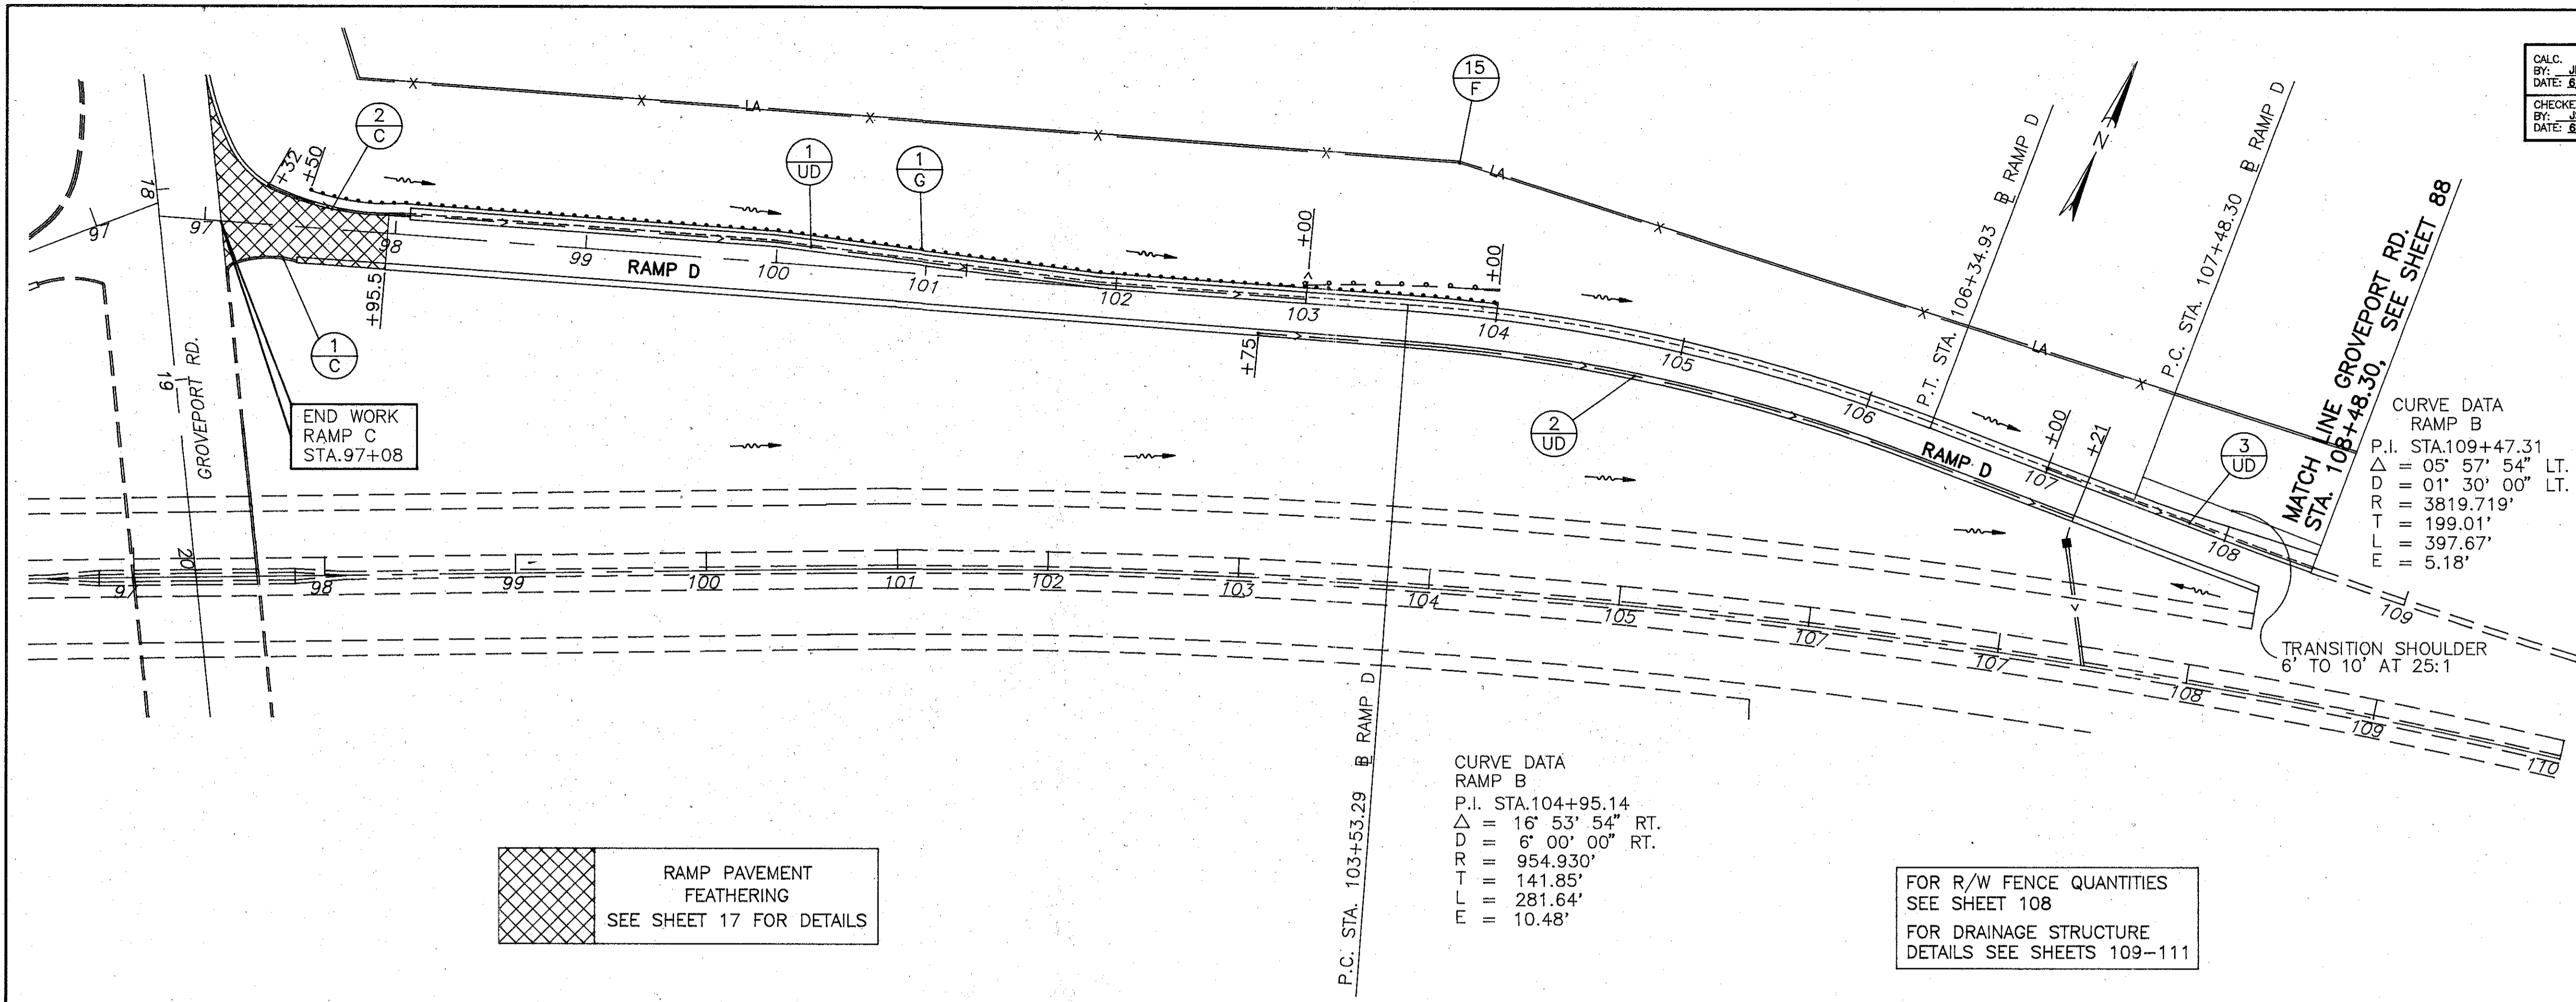 CALC.
BY:
DATE: 6
CHECKE
BY:
DATE: 6
15
F
2
C
1
UD
1
G
+32
+50
18
97
97
98
99
RAMP D
100
101
102
103
104
105
106
107
108
109
+95.5
+00
+00
+75
1
C
2
UD
3
UD
+00
+21
RAMP D
LA
LA
LA
N
P.T. STA. 106+34.93 B RAMP D
P.C. STA. 107+48.30 B RAMP D
MATCH LINE GROVEPORT RD.
STA. 108+48.30, SEE SHEET 88
19
GROVEPORT RD.
20
END WORK
RAMP C
STA.97+08
CURVE DATA
RAMP B
P.I. STA.109+47.31
△ = 05° 57' 54" LT.
D = 01° 30' 00" LT.
R = 3819.719'
T = 199.01'
L = 397.67'
E = 5.18'
97
98
99
100
101
102
103
104
105
107
107
108
109
110
TRANSITION SHOULDER
6' TO 10' AT 25:1
P.C. STA. 103+53.29 B RAMP D
CURVE DATA
RAMP B
P.I. STA.104+95.14
△ = 16° 53' 54" RT.
D = 6° 00' 00" RT.
R = 954.930'
T = 141.85'
L = 281.64'
E = 10.48'
RAMP PAVEMENT
FEATHERING
SEE SHEET 17 FOR DETAILS
FOR R/W FENCE QUANTITIES
SEE SHEET 108
FOR DRAINAGE STRUCTURE
DETAILS SEE SHEETS 109-111